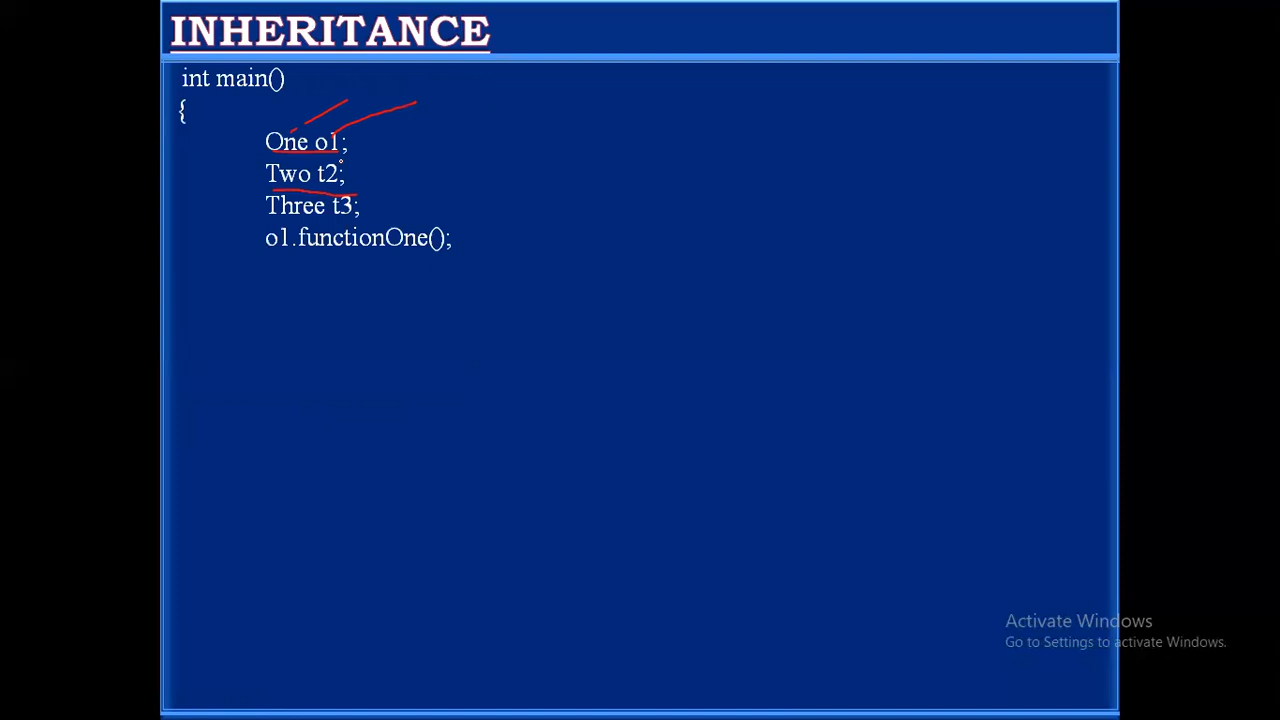 INHERITANCE
int main()
{
One o1;
Two t2;
Three t3;
o1.functionOne();
Activate Windows
Go to Settings to activate Windows.